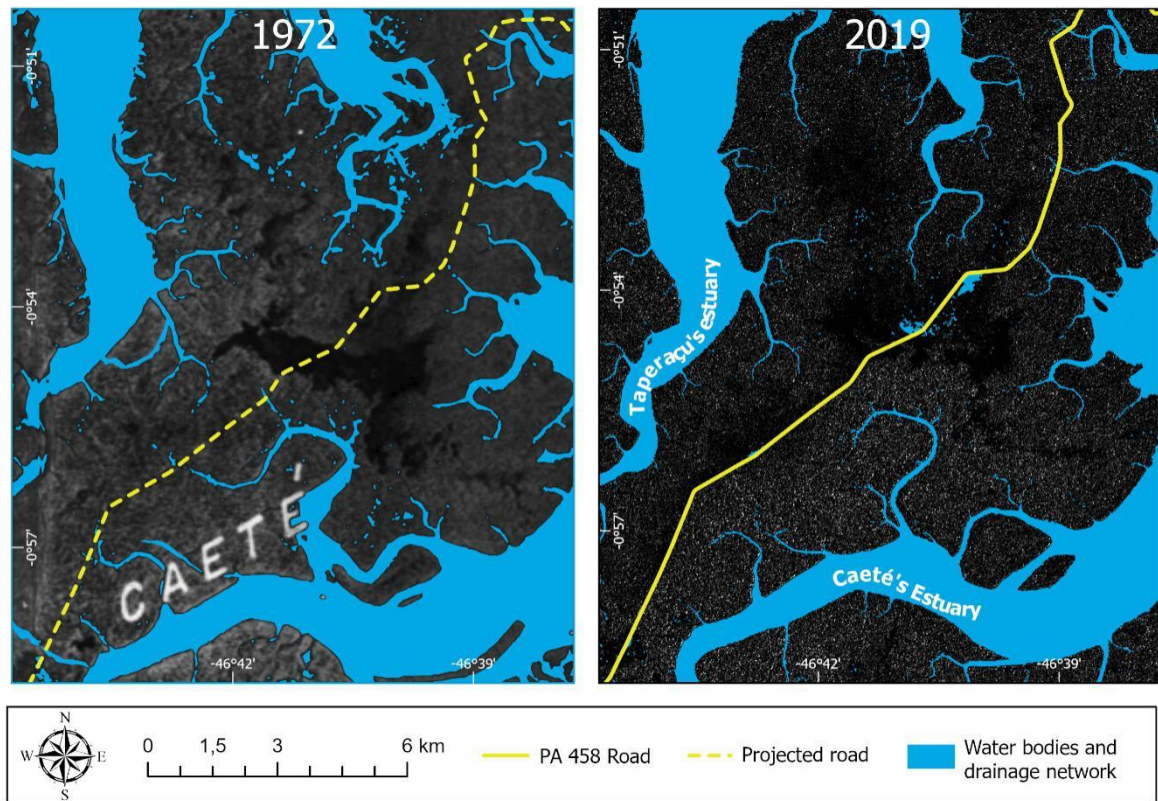 1972
-0°51'
-0°54'
-0°57'
CAETÉ
-46°42'
-46°39'
2019
-0°51'
-0°54'
-0°57'
Taperaçu's estuary
Caeté's Estuary
-46°42'
-46°39'
N
W E
S
0 1,5 3 6 km
PA 458 Road
Projected road
Water bodies and
drainage network